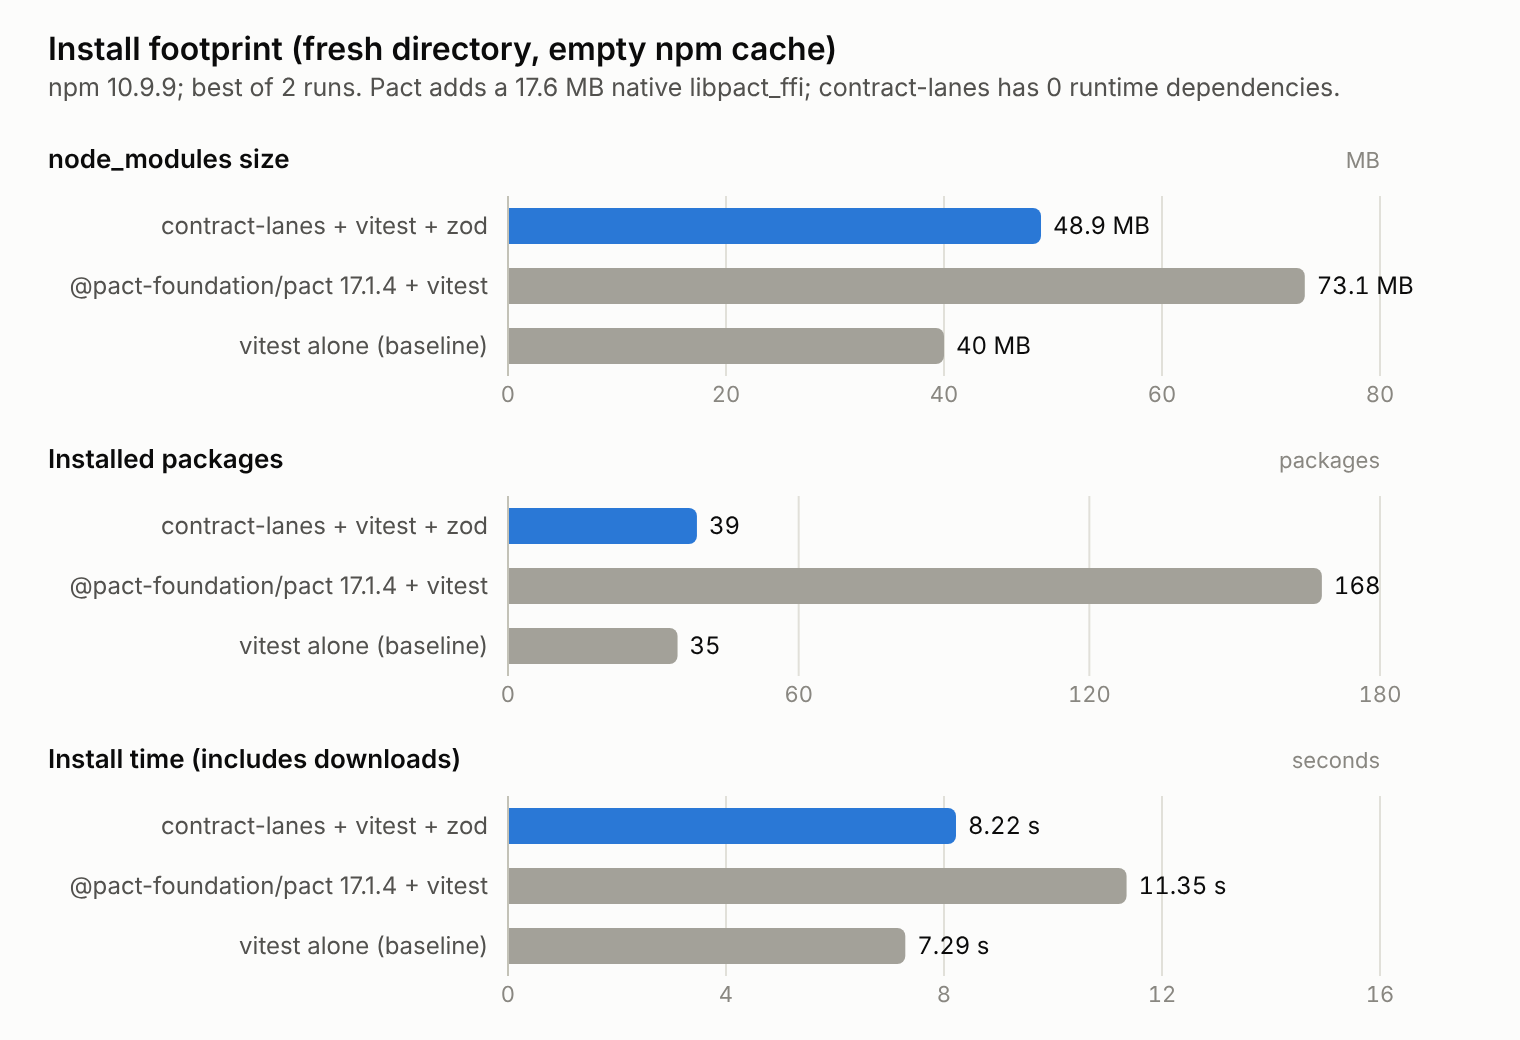 Install footprint (fresh directory, empty npm cache)
npm 10.9.9; best of 2 runs. Pact adds a 17.6 MB native libpact_ffi; contract-lanes has 0 runtime dependencies.
node_modules size
MB
contract-lanes + vitest + zod
48.9 MB
@pact-foundation/pact 17.1.4 + vitest
73.1 MB
vitest alone (baseline)
40 MB
0 20 40 60 80
Installed packages
packages
contract-lanes + vitest + zod
39
@pact-foundation/pact 17.1.4 + vitest
168
vitest alone (baseline)
35
0 60 120 180
Install time (includes downloads)
seconds
contract-lanes + vitest + zod
8.22 s
@pact-foundation/pact 17.1.4 + vitest
11.35 s
vitest alone (baseline)
7.29 s
0 4 8 12 16